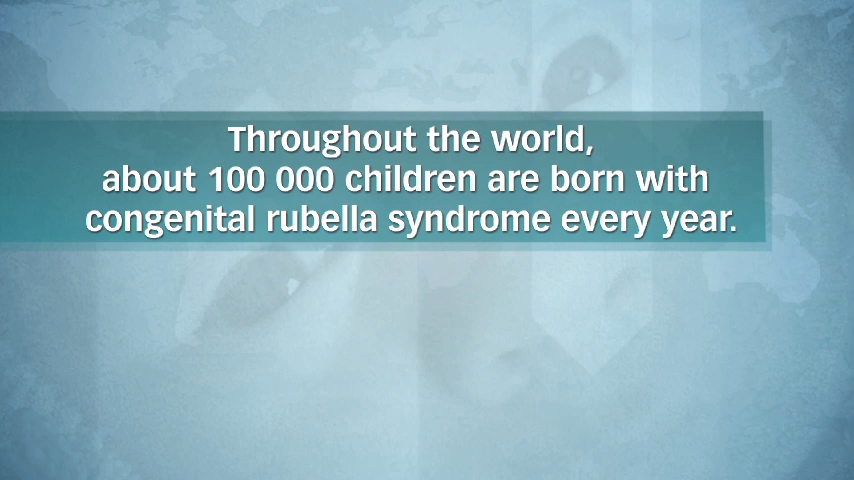 Throughout the world,
about 100 000 children are born with
congenital rubella syndrome every year.